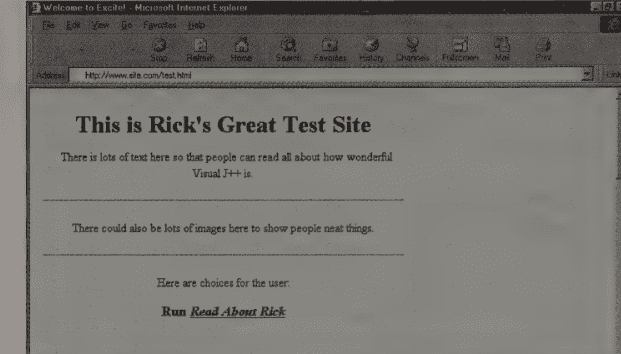 Welcome to Excite! - Microsoft Internet Explorer
File Edit View Go Favorites Help
Stop Refresh Home Search Favorites History Channels Fullscreen Mail Print
Address http://www.site.com/test.html
This is Rick's Great Test Site
There is lots of text here so that people can read all about how wonderful
Visual J++ is.
There could also be lots of images here to show people neat things.
Here are choices for the user:
Run Read About Rick